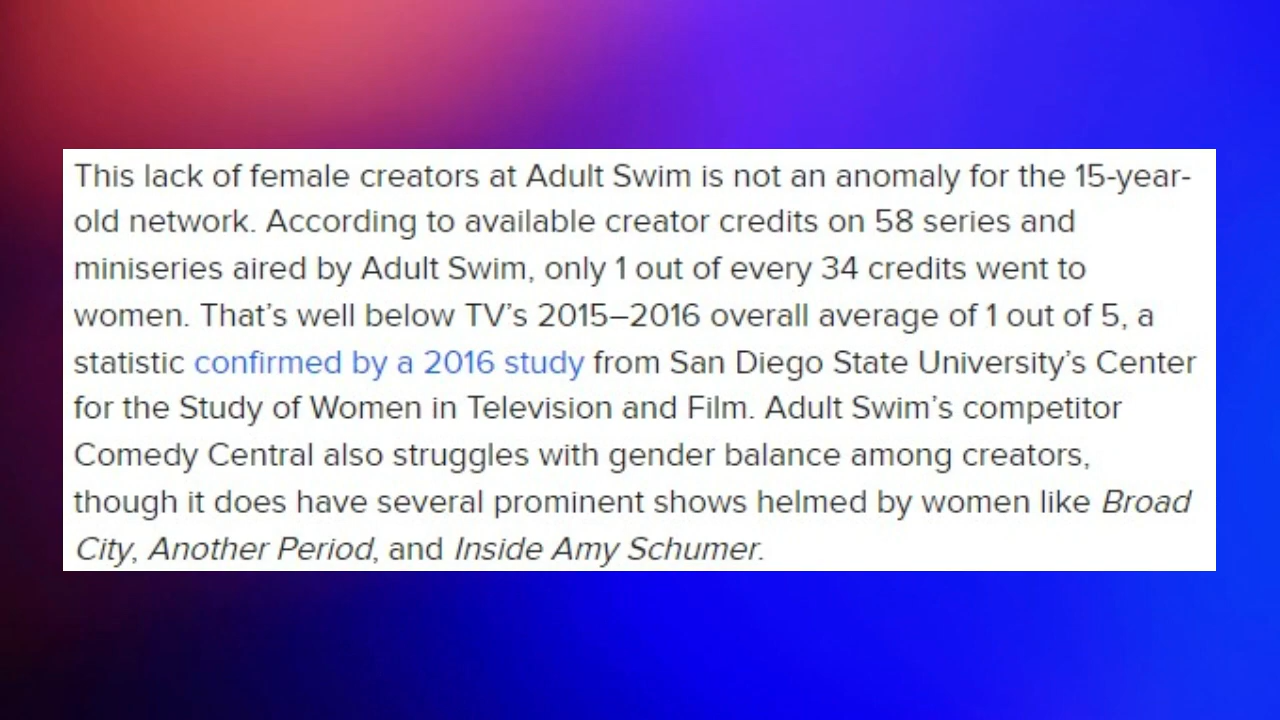 This lack of female creators at Adult Swim is not an anomaly for the 15-year-
old network. According to available creator credits on 58 series and
miniseries aired by Adult Swim, only 1 out of every 34 credits went to
women. That’s well below TV’s 2015–2016 overall average of 1 out of 5, a
statistic confirmed by a 2016 study from San Diego State University’s Center
for the Study of Women in Television and Film. Adult Swim’s competitor
Comedy Central also struggles with gender balance among creators,
though it does have several prominent shows helmed by women like Broad
City, Another Period, and Inside Amy Schumer.